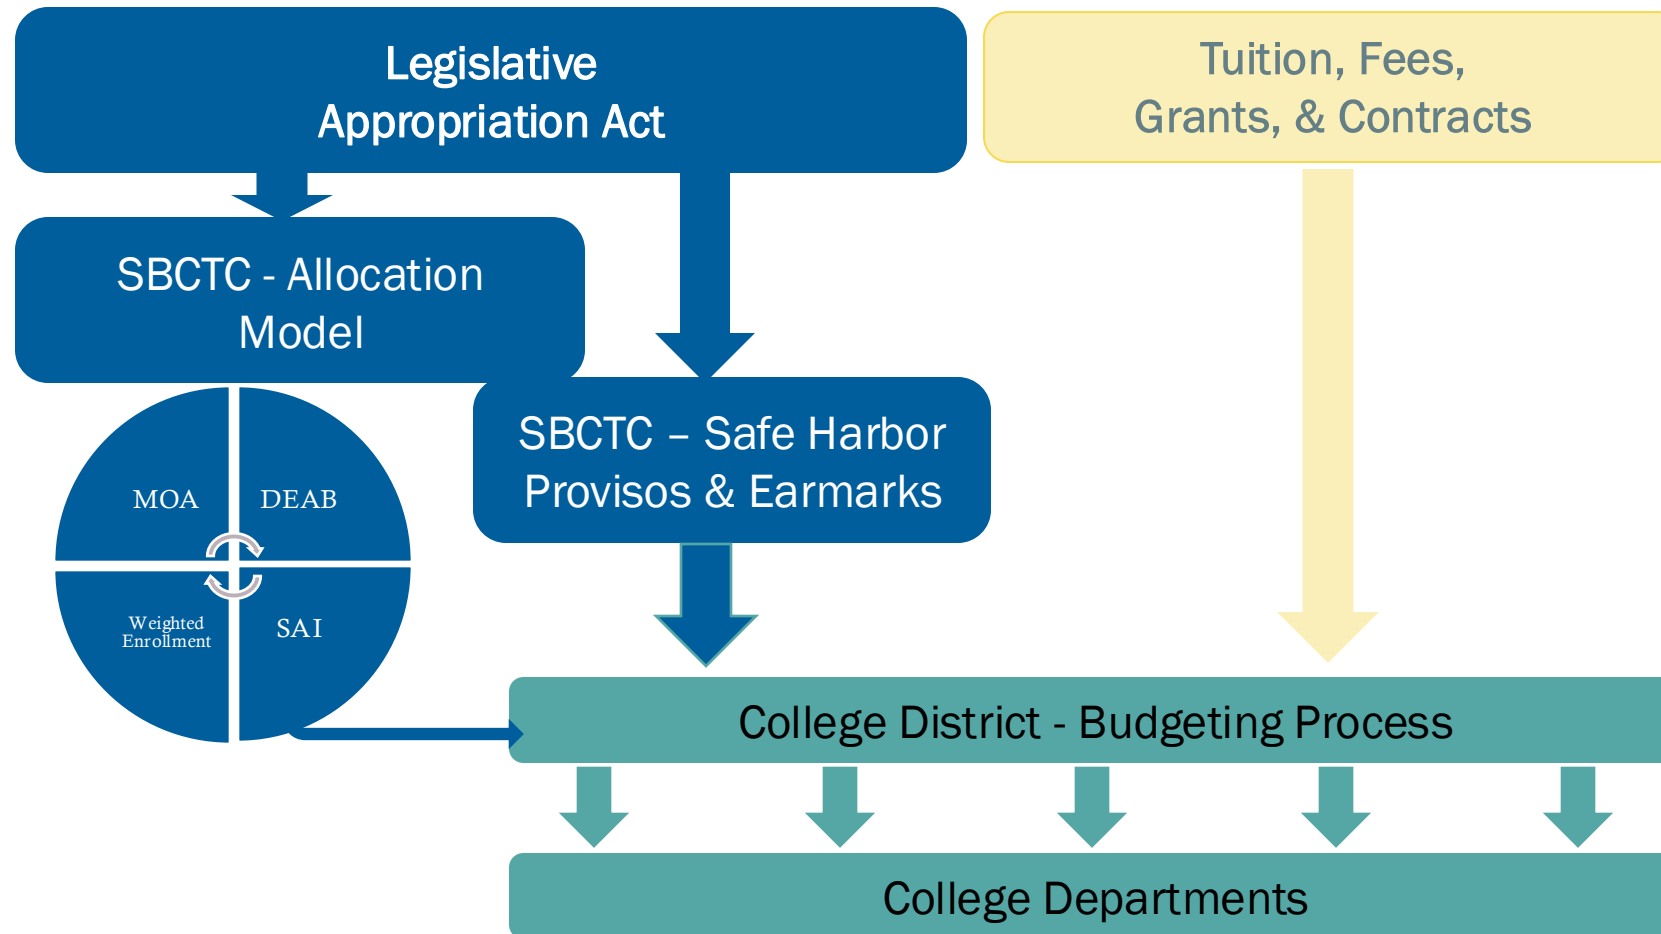 Legislative
Appropriation Act
Tuition, Fees,
Grants, & Contracts
SBCTC - Allocation
Model
SBCTC – Safe Harbor
Provisos & Earmarks
MOA
DEAB
Weighted
Enrollment
SAI
College District - Budgeting Process
College Departments